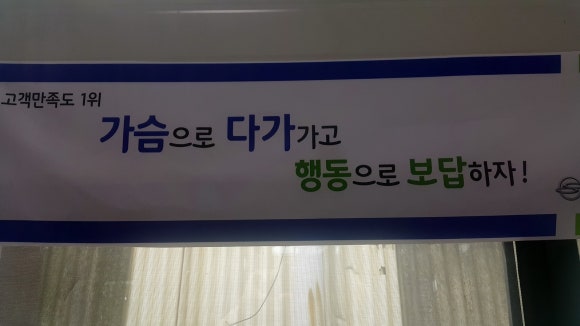 고객만족도 1위
가슴으로 다가가고
행동으로 보답하자!